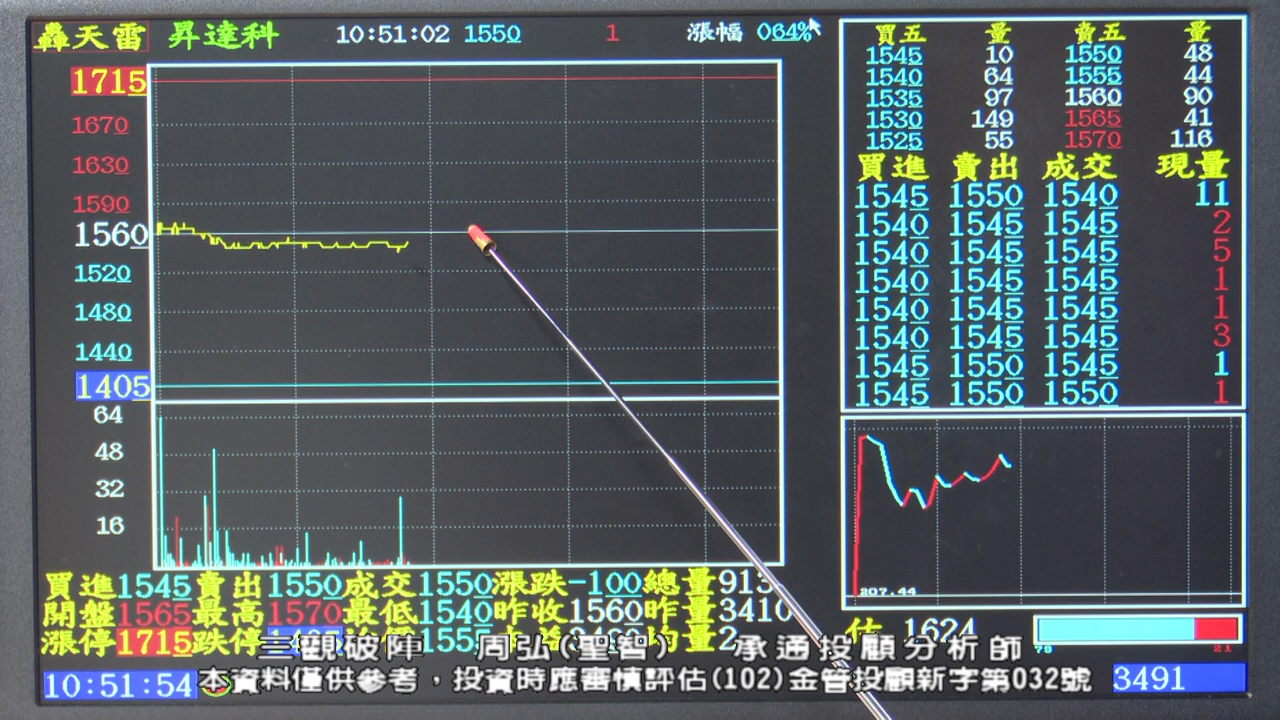 轟天雷 昇達科 10:51:02 1550 1 漲幅 064%
1715
1670
1630
1590
1560
1520
1480
1440
1405
64
48
32
16
買五 量 賣五 量
1545 10 1550 48
1540 64 1555 44
1535 97 1560 90
1530 149 1565 41
1525 55 1570 116
買進 賣出 成交 現量
1545 1550 1540 11
1540 1545 1545 2
1540 1545 1545 5
1540 1545 1545 1
1540 1545 1545 1
1540 1545 1545 3
1545 1550 1545 1
1545 1550 1550 1
207.44
買進1545賣出1550成交1550漲跌-100總量913
開盤1565最高1570最低1540昨收1560昨量3410
漲停1715跌停 1555
估 1624
79 21
三觀破陣 周弘(聖智) 承通投顧分析師
10:51:54
本資料僅供參考，投資時應審慎評估(102)金管投顧新字第032號
3491